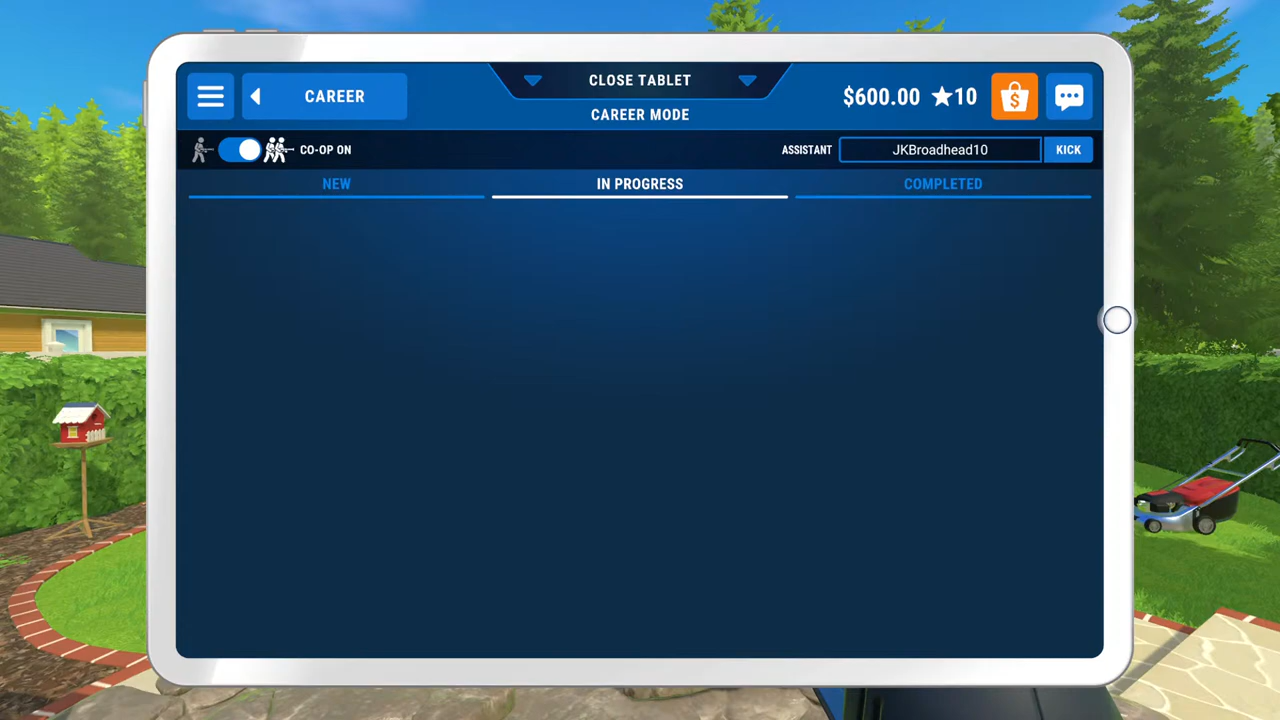 CLOSE TABLET
CAREER
$600.00 ★10
CAREER MODE
CO-OP ON
ASSISTANT JKBroadhead10 KICK
NEW IN PROGRESS COMPLETED